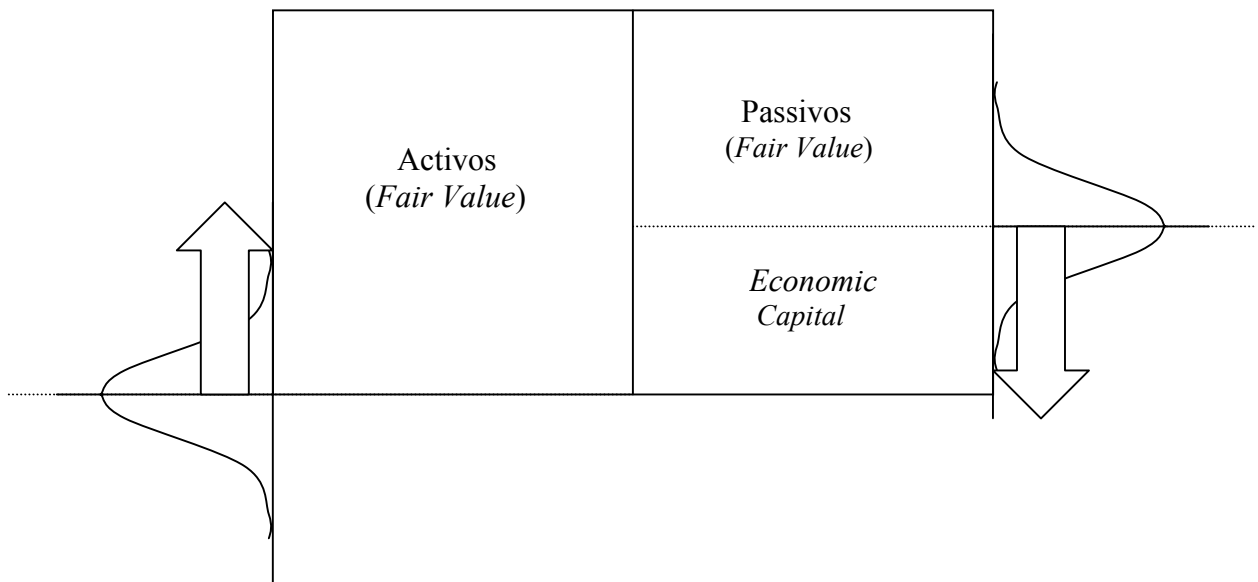 Activos
(Fair Value)
Passivos
(Fair Value)
Economic
Capital